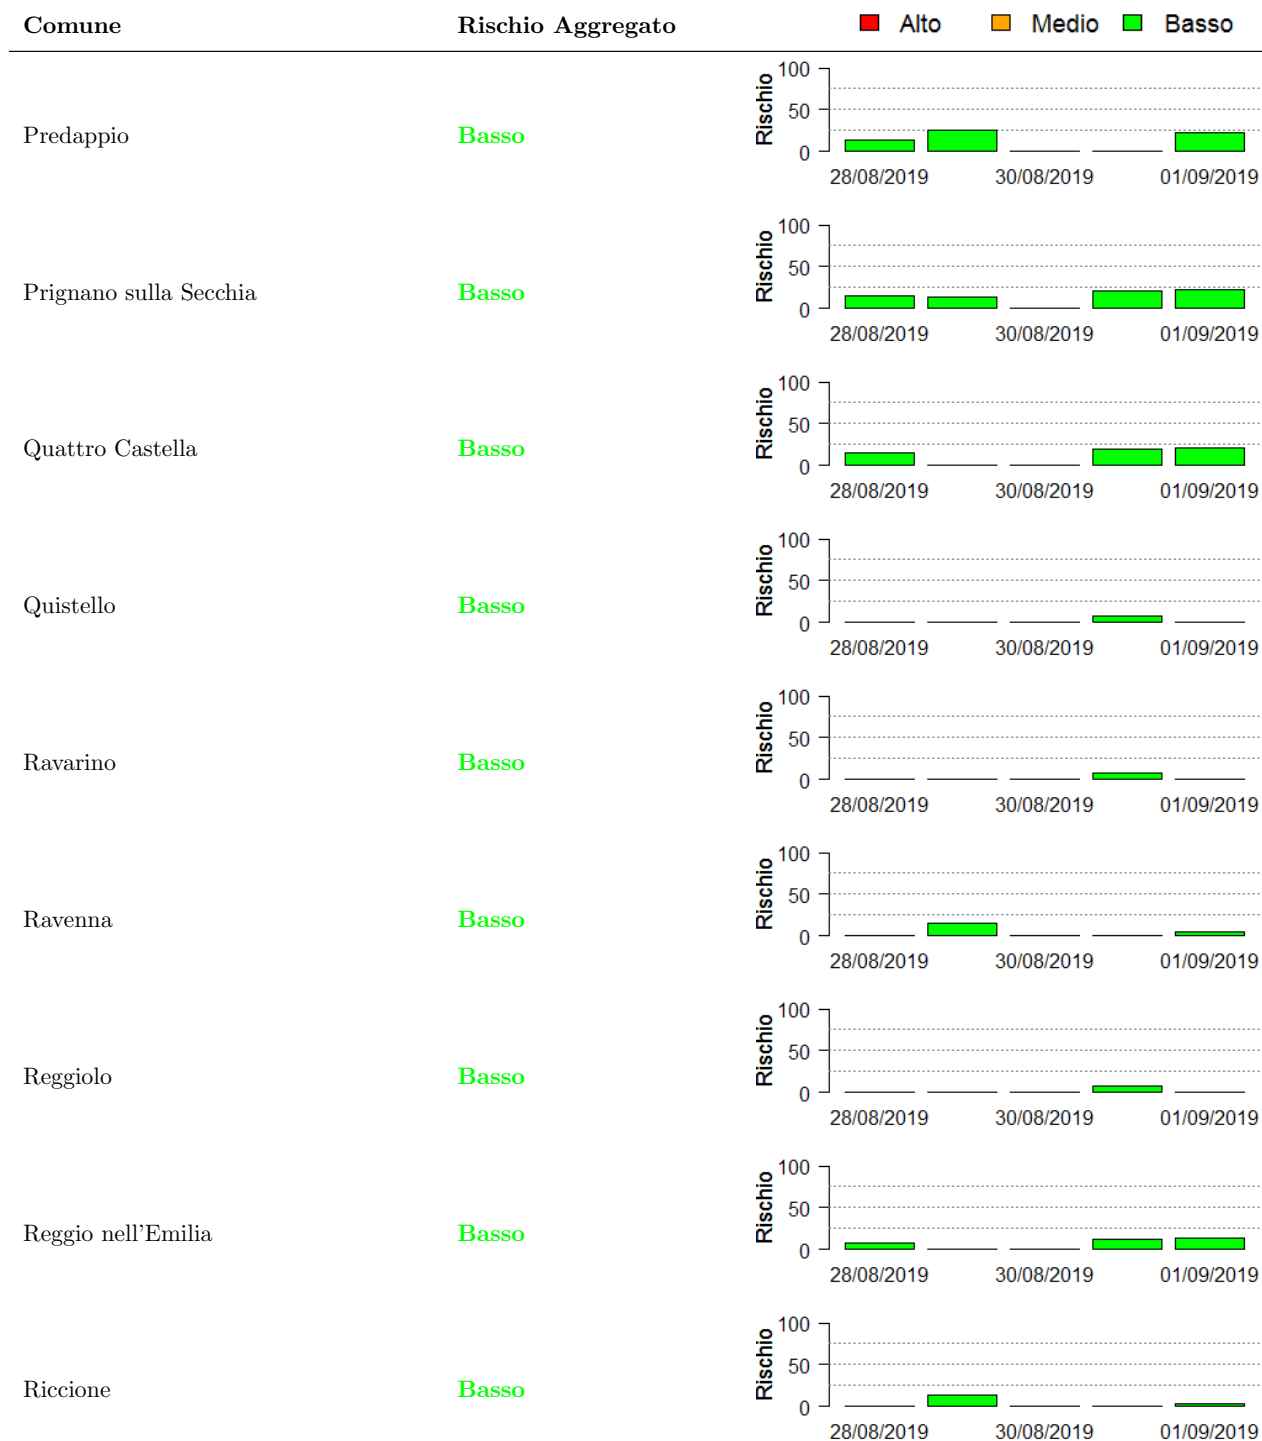 Comune Rischio Aggregato Alto Medio Basso
Predappio Basso
Rischio
100
50
0
28/08/2019 30/08/2019 01/09/2019
Prignano sulla Secchia Basso
Rischio
100
50
0
28/08/2019 30/08/2019 01/09/2019
Quattro Castella Basso
Rischio
100
50
0
28/08/2019 30/08/2019 01/09/2019
Quistello Basso
Rischio
100
50
0
28/08/2019 30/08/2019 01/09/2019
Ravarino Basso
Rischio
100
50
0
28/08/2019 30/08/2019 01/09/2019
Ravenna Basso
Rischio
100
50
0
28/08/2019 30/08/2019 01/09/2019
Reggiolo Basso
Rischio
100
50
0
28/08/2019 30/08/2019 01/09/2019
Reggio nell'Emilia Basso
Rischio
100
50
0
28/08/2019 30/08/2019 01/09/2019
Riccione Basso
Rischio
100
50
0
28/08/2019 30/08/2019 01/09/2019